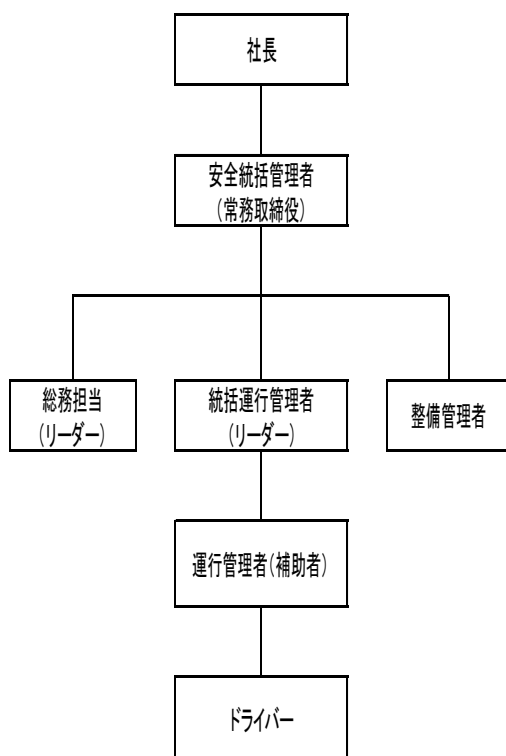 社長
安全統括管理者
(常務取締役)
総務担当
(リーダー)
統括運行管理者
(リーダー)
整備管理者
運行管理者(補助者)
ドライバー